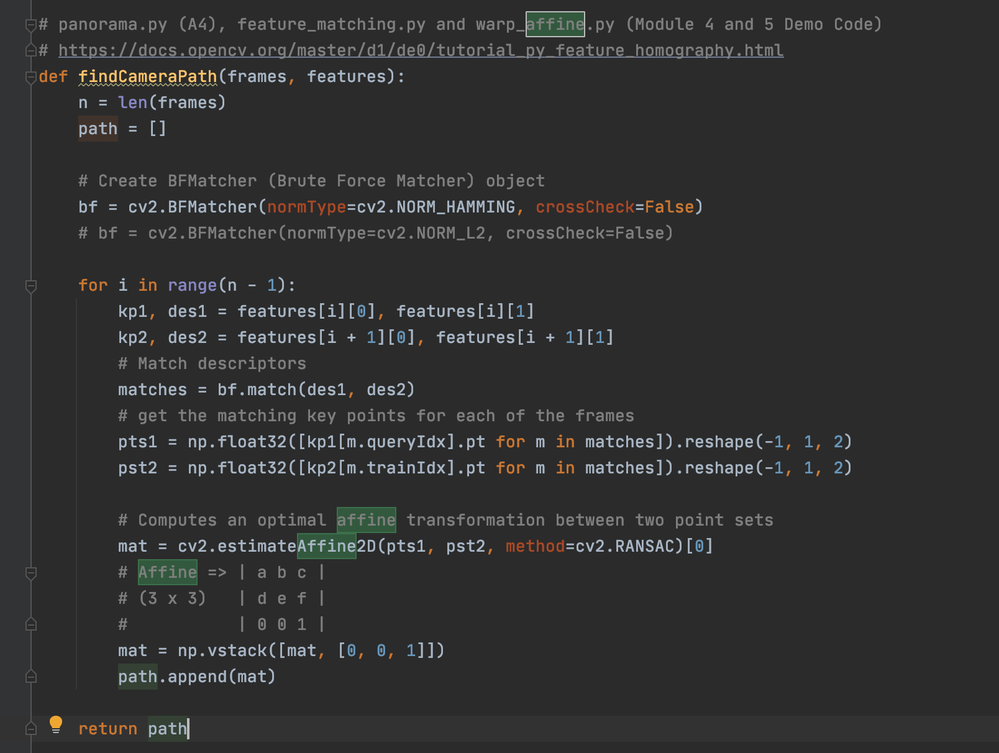 # panorama.py (A4), feature_matching.py and warp_affine.py (Module 4 and 5 Demo Code)
# https://docs.opencv.org/master/d1/de0/tutorial_py_feature_homography.html
def findCameraPath(frames, features):
    n = len(frames)
    path = []

    # Create BFMatcher (Brute Force Matcher) object
    bf = cv2.BFMatcher(normType=cv2.NORM_HAMMING, crossCheck=False)
    # bf = cv2.BFMatcher(normType=cv2.NORM_L2, crossCheck=False)

    for i in range(n - 1):
        kp1, des1 = features[i][0], features[i][1]
        kp2, des2 = features[i + 1][0], features[i + 1][1]
        # Match descriptors
        matches = bf.match(des1, des2)
        # get the matching key points for each of the frames
        pts1 = np.float32([kp1[m.queryIdx].pt for m in matches]).reshape(-1, 1, 2)
        pst2 = np.float32([kp2[m.trainIdx].pt for m in matches]).reshape(-1, 1, 2)

        # Computes an optimal affine transformation between two point sets
        mat = cv2.estimateAffine2D(pts1, pst2, method=cv2.RANSAC)[0]
        # Affine => | a b c |
        # (3 x 3)   | d e f |
        #           | 0 0 1 |
        mat = np.vstack([mat, [0, 0, 1]])
        path.append(mat)

    return path